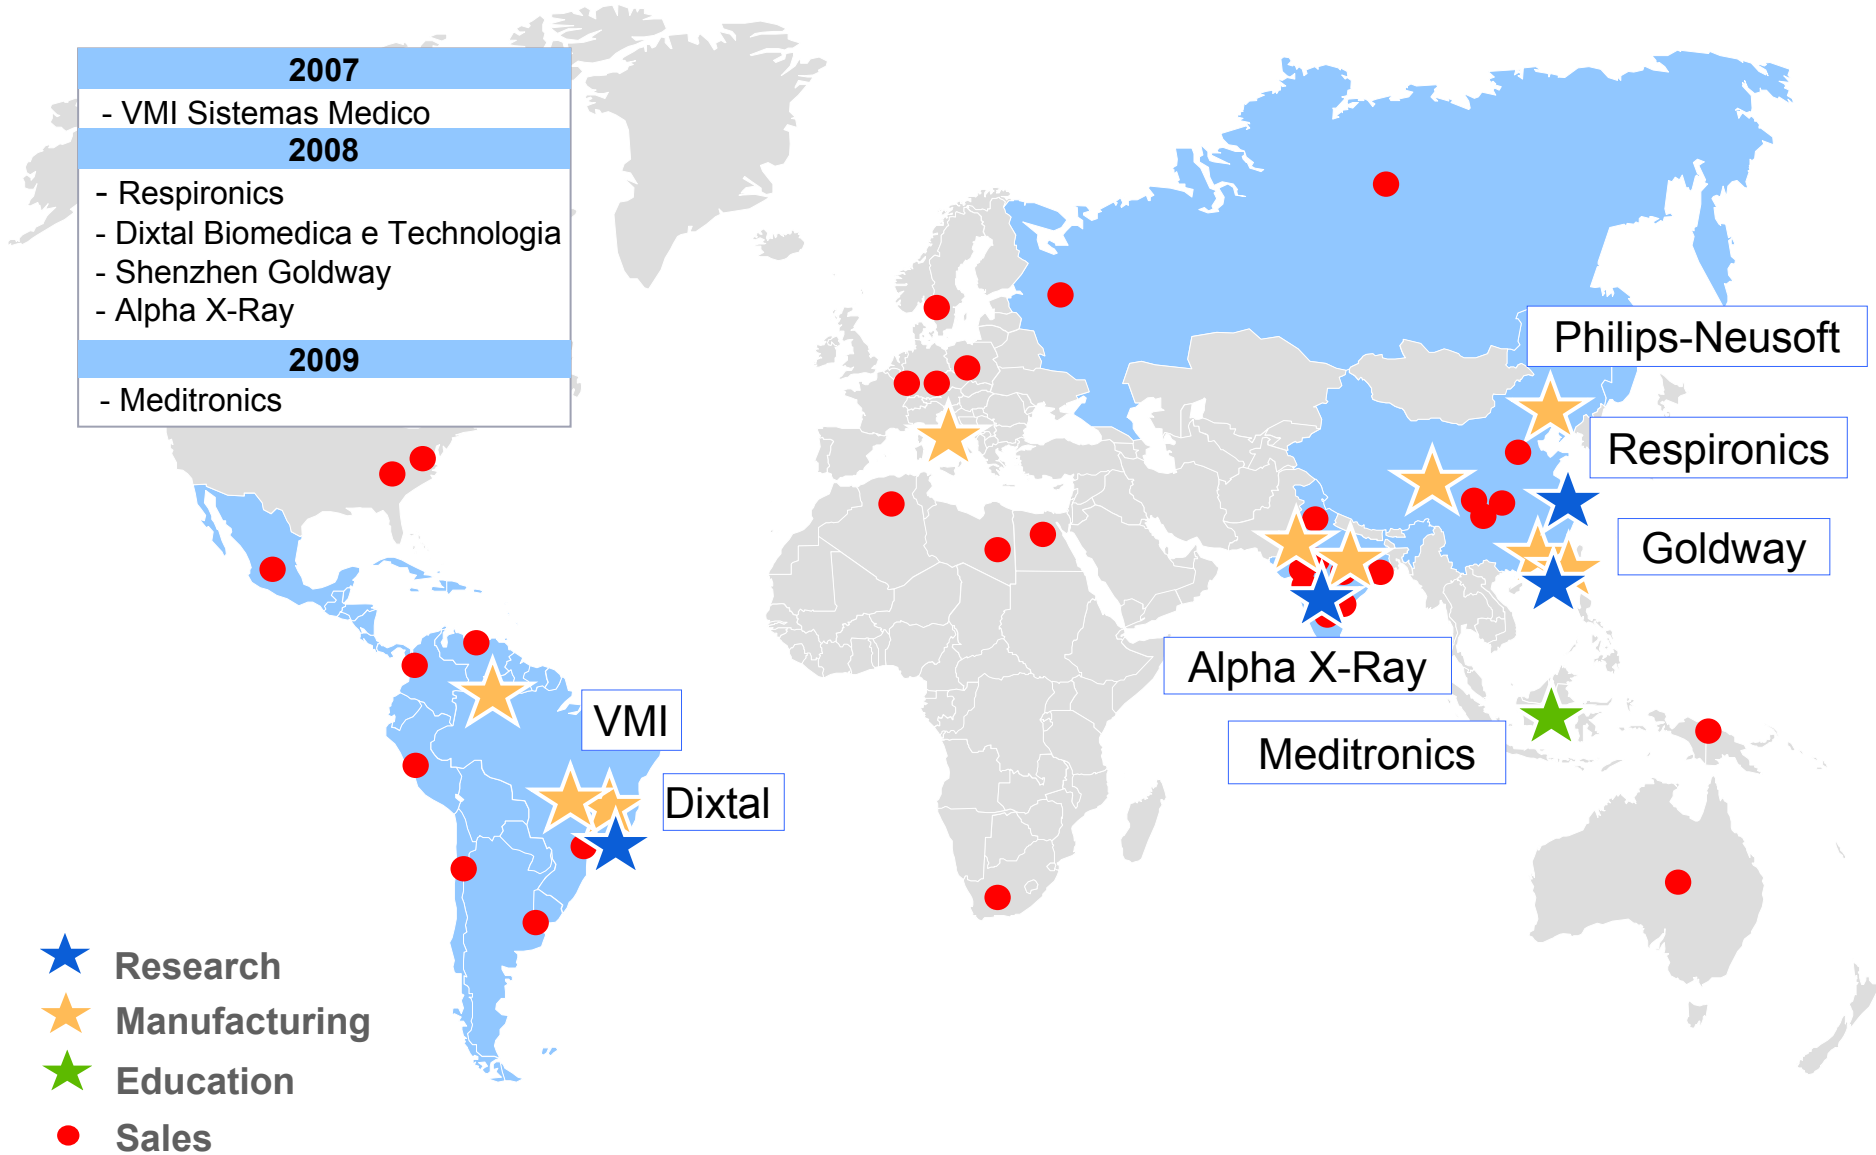 2007
- VMI Sistemas Medico
2008
- Respironics
- Dixtal Biomedica e Technologia
- Shenzhen Goldway
- Alpha X-Ray
2009
- Meditronics
Philips-Neusoft
Respironics
Goldway
Alpha X-Ray
Meditronics
VMI
Dixtal
Research
Manufacturing
Education
Sales